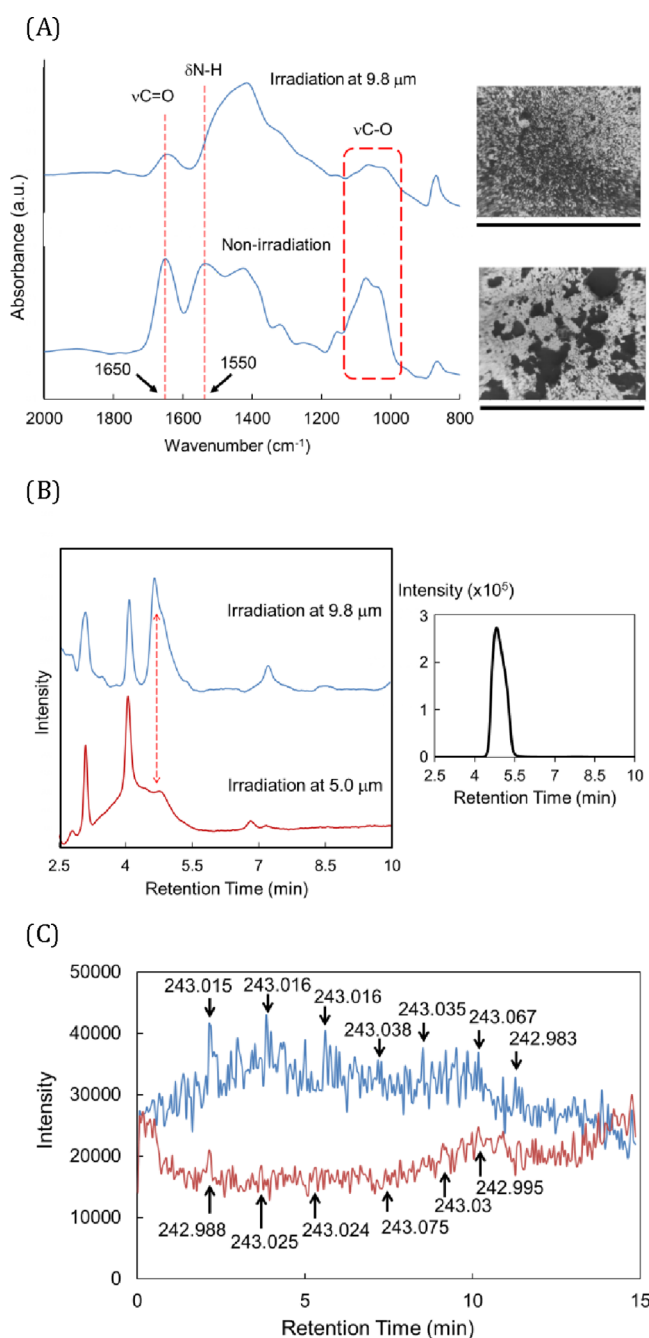 (A)
δN-H
Irradiation at 9.8 μm
νC=O
νC-O
Absorbance (a.u.)
Non-irradiation
1650
1550
2000 1800 1600 1400 1200 1000 800
Wavenumber (cm⁻¹)
(B)
Irradiation at 9.8 μm
Intensity
Irradiation at 5.0 μm
2.5 4 5.5 7 8.5 10
Retention Time (min)
Intensity (x10⁵)
3
2
1
0
2.5 5.5 8.5 10
Retention Time (min)
(C)
50000
40000
30000
20000
10000
0
Intensity
243.015
243.016
243.016
243.038
243.035
243.067
242.983
242.988
243.025
243.024
243.075
243.03
242.995
0 5 10 15
Retention Time (min)